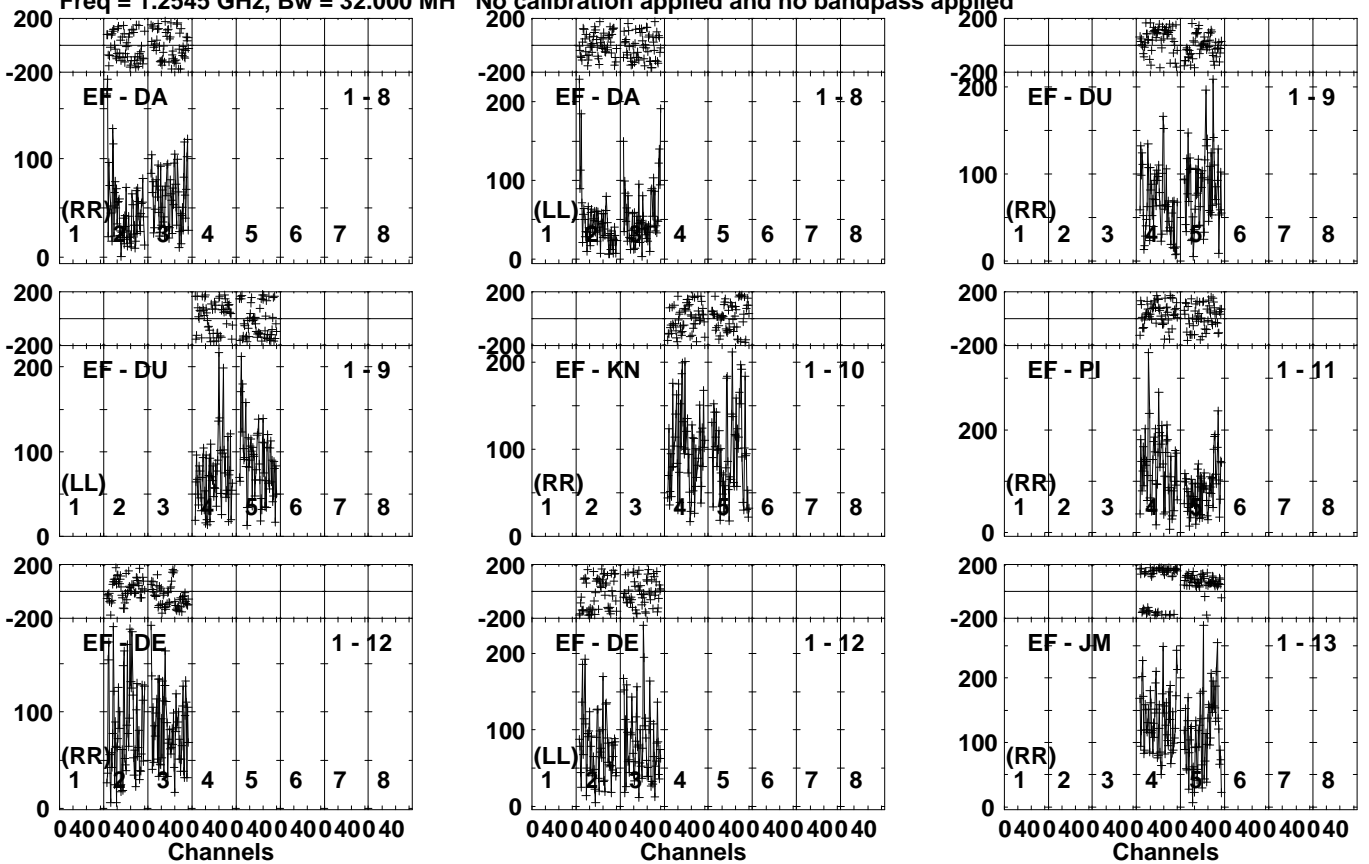 Freq = 1.2545 GHz, Bw = 32.000 MH No calibration applied and no bandpass applied
200
-200
EF - DA 1 - 8
100
(RR)
1 2 3 4 5 6 7 8
0
200
-200
200
EF - DA 1 - 8
100
(LL)
1 2 3 4 5 6 7 8
0
200
-200
200
EF - DU 1 - 9
100
(RR)
1 2 3 4 5 6 7 8
0
200
-200
200
EF - DU 1 - 9
100
(LL)
1 2 3 4 5 6 7 8
0
200
-200
200
EF - KN 1 - 10
100
(RR)
1 2 3 4 5 6 7 8
0
200
-200
EF - PI 1 - 11
200
(RR)
1 2 3 4 5 6 7 8
0
200
-200
EF - DE 1 - 12
100
(RR)
1 2 3 4 5 6 7 8
0
200
-200
200
EF - DE 1 - 12
100
(LL)
1 2 3 4 5 6 7 8
0
200
-200
EF - JM 1 - 13
200
100
(RR)
1 2 3 4 5 6 7 8
0
0 40 0 40 0 40 0 40 0 40 0 40 0 40 0 40
Channels
0 40 0 40 0 40 0 40 0 40 0 40 0 40 0 40
Channels
0 40 0 40 0 40 0 40 0 40 0 40 0 40 0 40
Channels